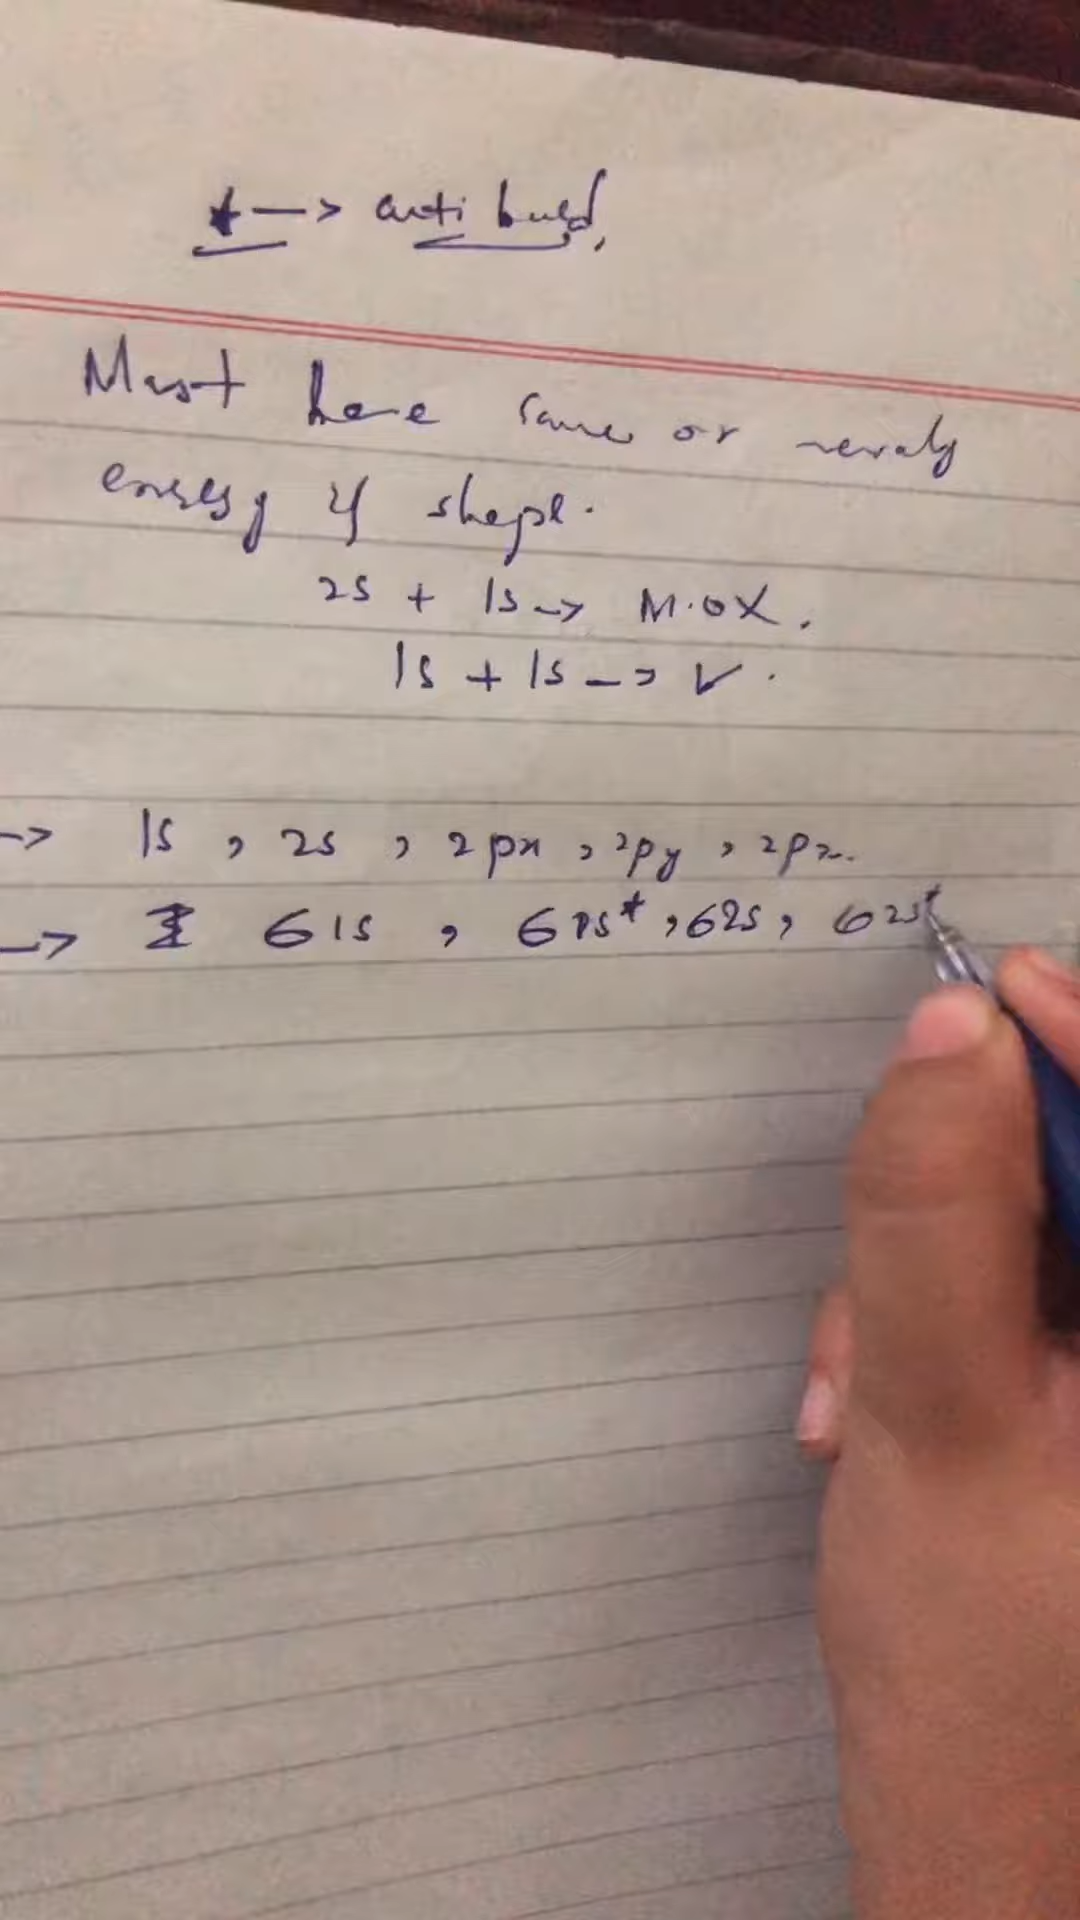 * —> anti bond,
Must have same or nearly
energy & shape.
2s + 1s —> M.O X.
1s + 1s —> ✓.
—> 1s , 2s , 2px , 2py , 2pz.
—> σ1s , σ1s* , σ2s , σ2s*